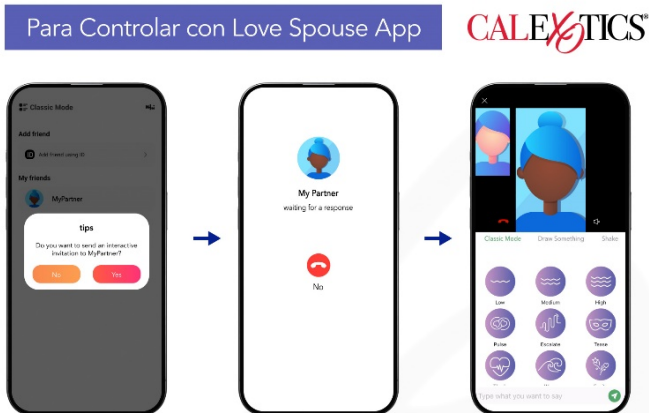 Para Controlar con Love Spouse App
CALEXOTICS®
Classic Mode
Add friend
ID Add friend using ID
My friends
MyPartner
tips
Do you want to send an interactive
invitation to MyPartner?
No Yes
My Partner
waiting for a response
No
Classic Mode Draw Something Shake
Low Medium High
Pulse Escalate Tease
Type what you want to say